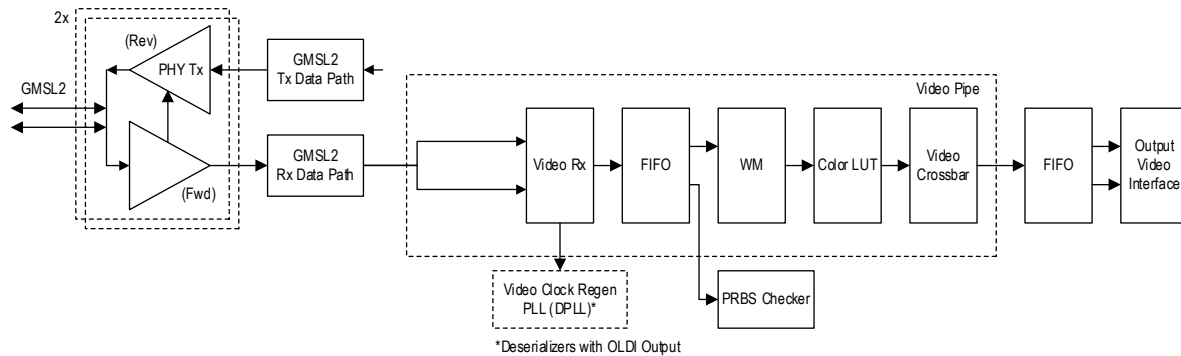 2x
(Rev)
PHY Tx
GMSL2
Tx Data Path
GMSL2
Video Pipe
(Fwd)
GMSL2
Rx Data Path
Video Rx
FIFO
WM
Color LUT
Video
Crossbar
FIFO
Output
Video
Interface
Video Clock Regen
PLL (DPLL)*
PRBS Checker
*Deserializers with OLDI Output